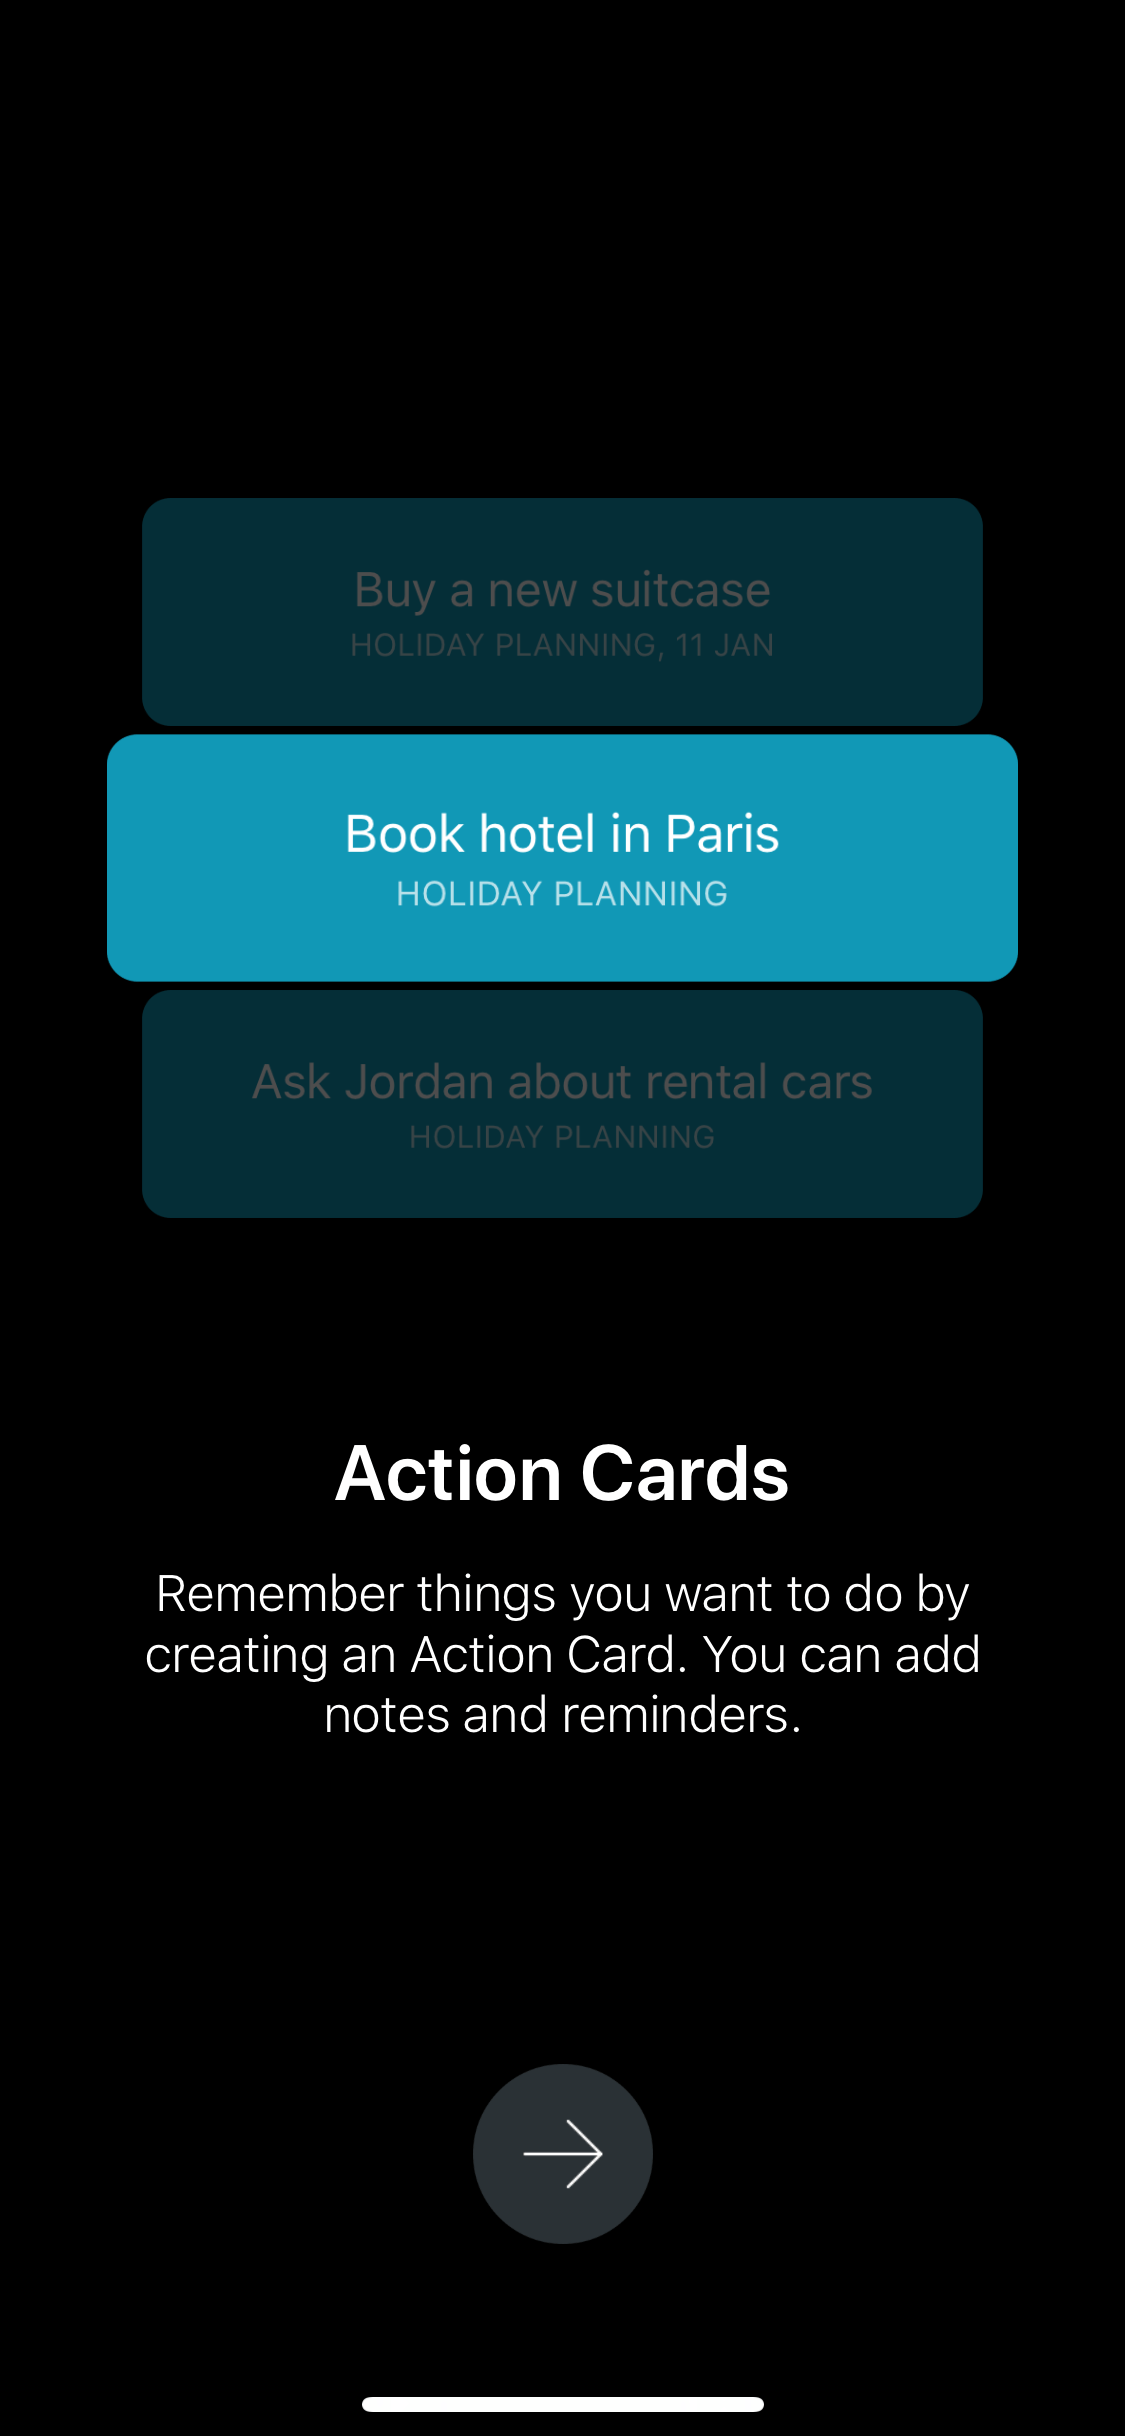 Buy a new suitcase
HOLIDAY PLANNING, 11 JAN
Book hotel in Paris
HOLIDAY PLANNING
Ask Jordan about rental cars
HOLIDAY PLANNING
Action Cards
Remember things you want to do by
creating an Action Card. You can add
notes and reminders.